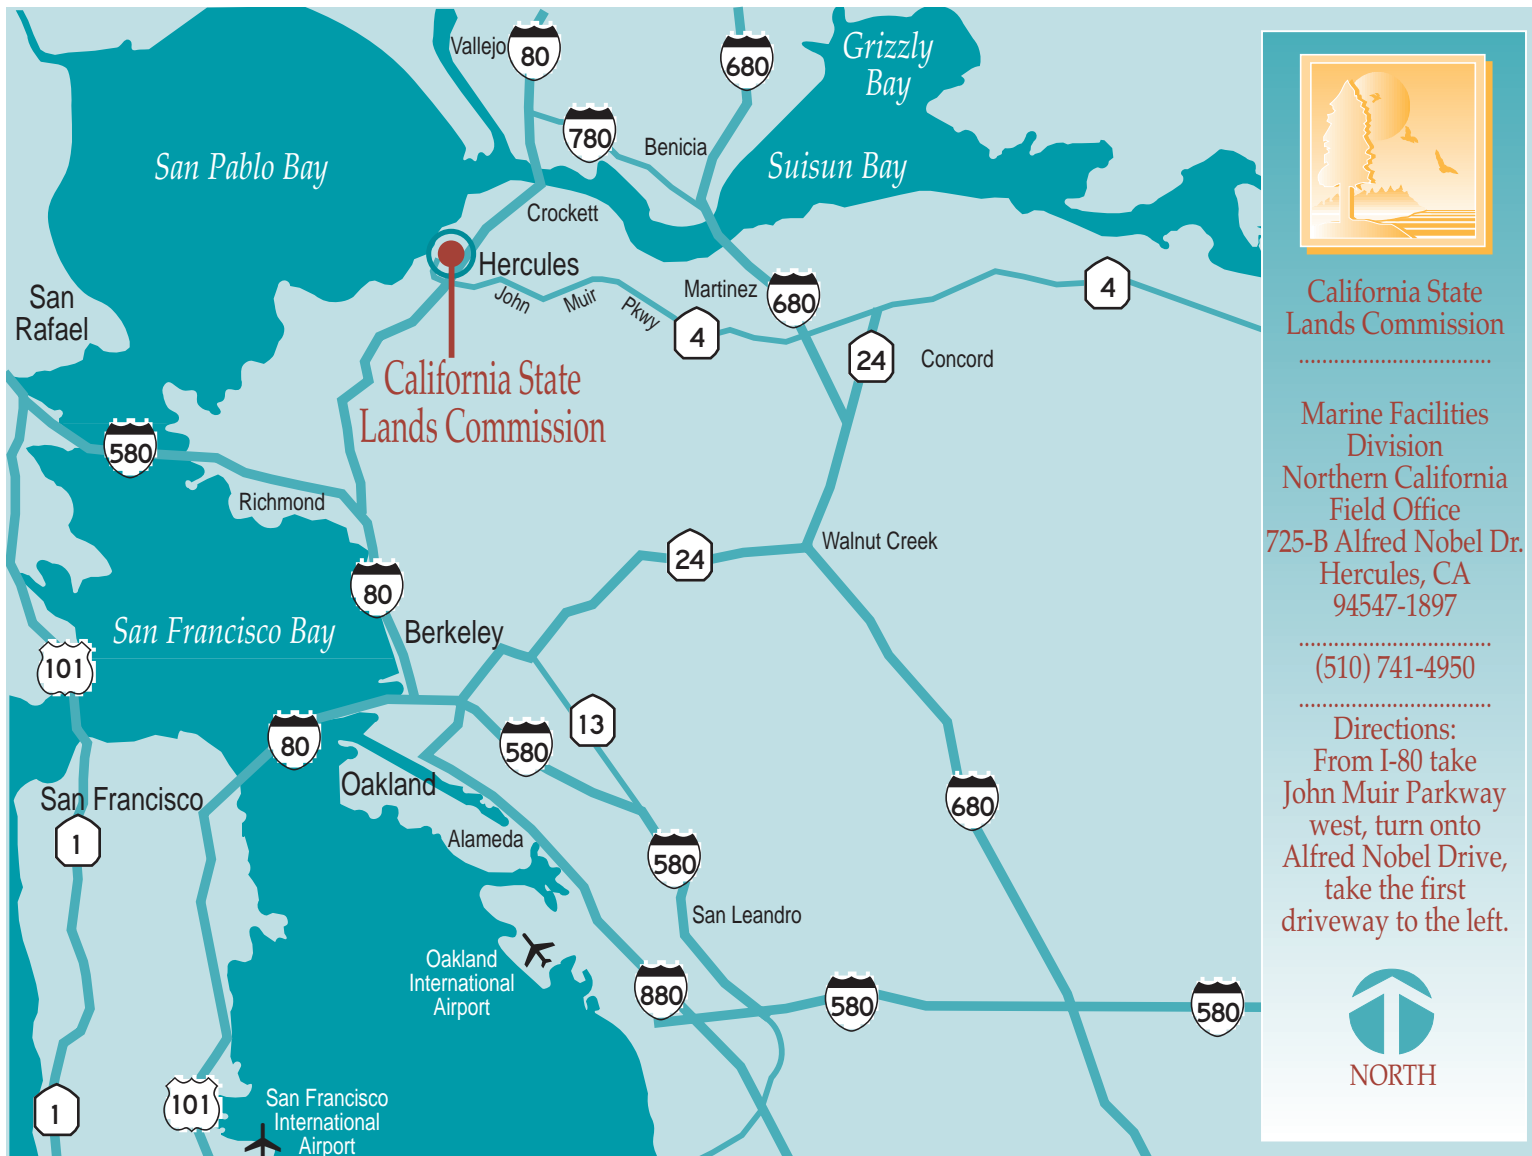 Vallejo
80
680
Grizzly
Bay
780
Benicia
San Pablo Bay
Suisun Bay
Crockett
Hercules
John Muir Pkwy
Martinez
680
4
4
San
Rafael
24
Concord
California State
Lands Commission
580
Richmond
24
Walnut Creek
80
San Francisco Bay
Berkeley
101
13
80
580
Oakland
San Francisco
680
1
Alameda
580
San Leandro
Oakland
International
Airport
880
580
580
1
101
San Francisco
International
Airport
California State
Lands Commission
Marine Facilities
Division
Northern California
Field Office
725-B Alfred Nobel Dr.
Hercules, CA
94547-1897
(510) 741-4950
Directions:
From I-80 take
John Muir Parkway
west, turn onto
Alfred Nobel Drive,
take the first
driveway to the left.
NORTH